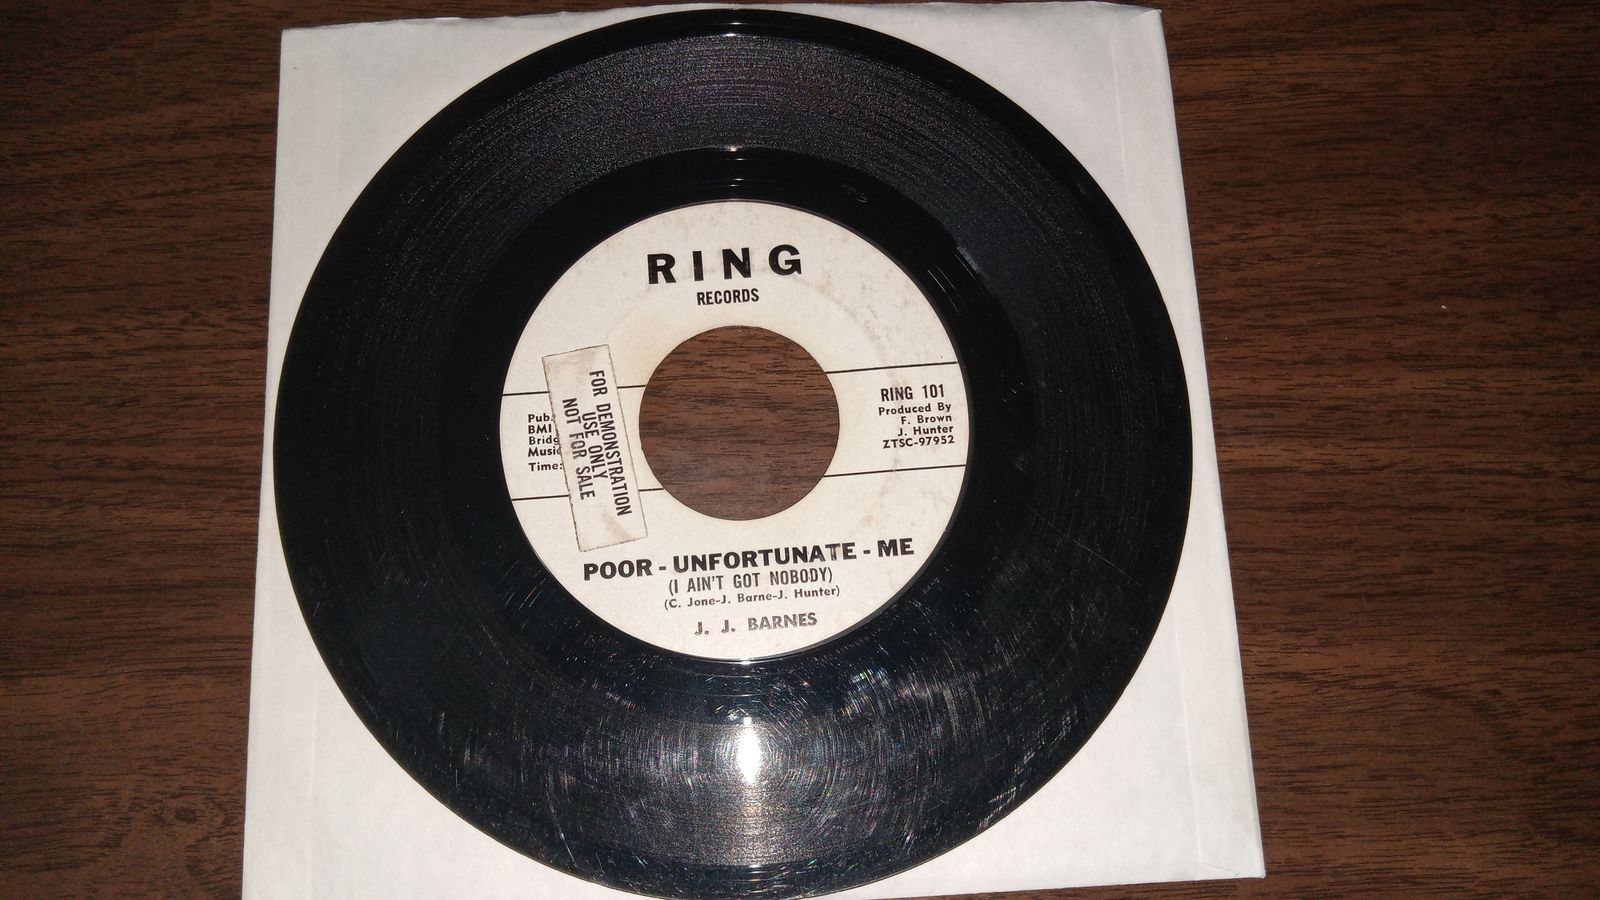 RING
RECORDS
RING 101
Produced By
F. Brown
J. Hunter
ZTSC-97952
Pub.
BMI
Music
Time:
FOR DEMONSTRATION
USE ONLY
NOT FOR SALE
POOR - UNFORTUNATE - ME
(I AIN'T GOT NOBODY)
(C. Jone-J. Barne-J. Hunter)
J. J. BARNES